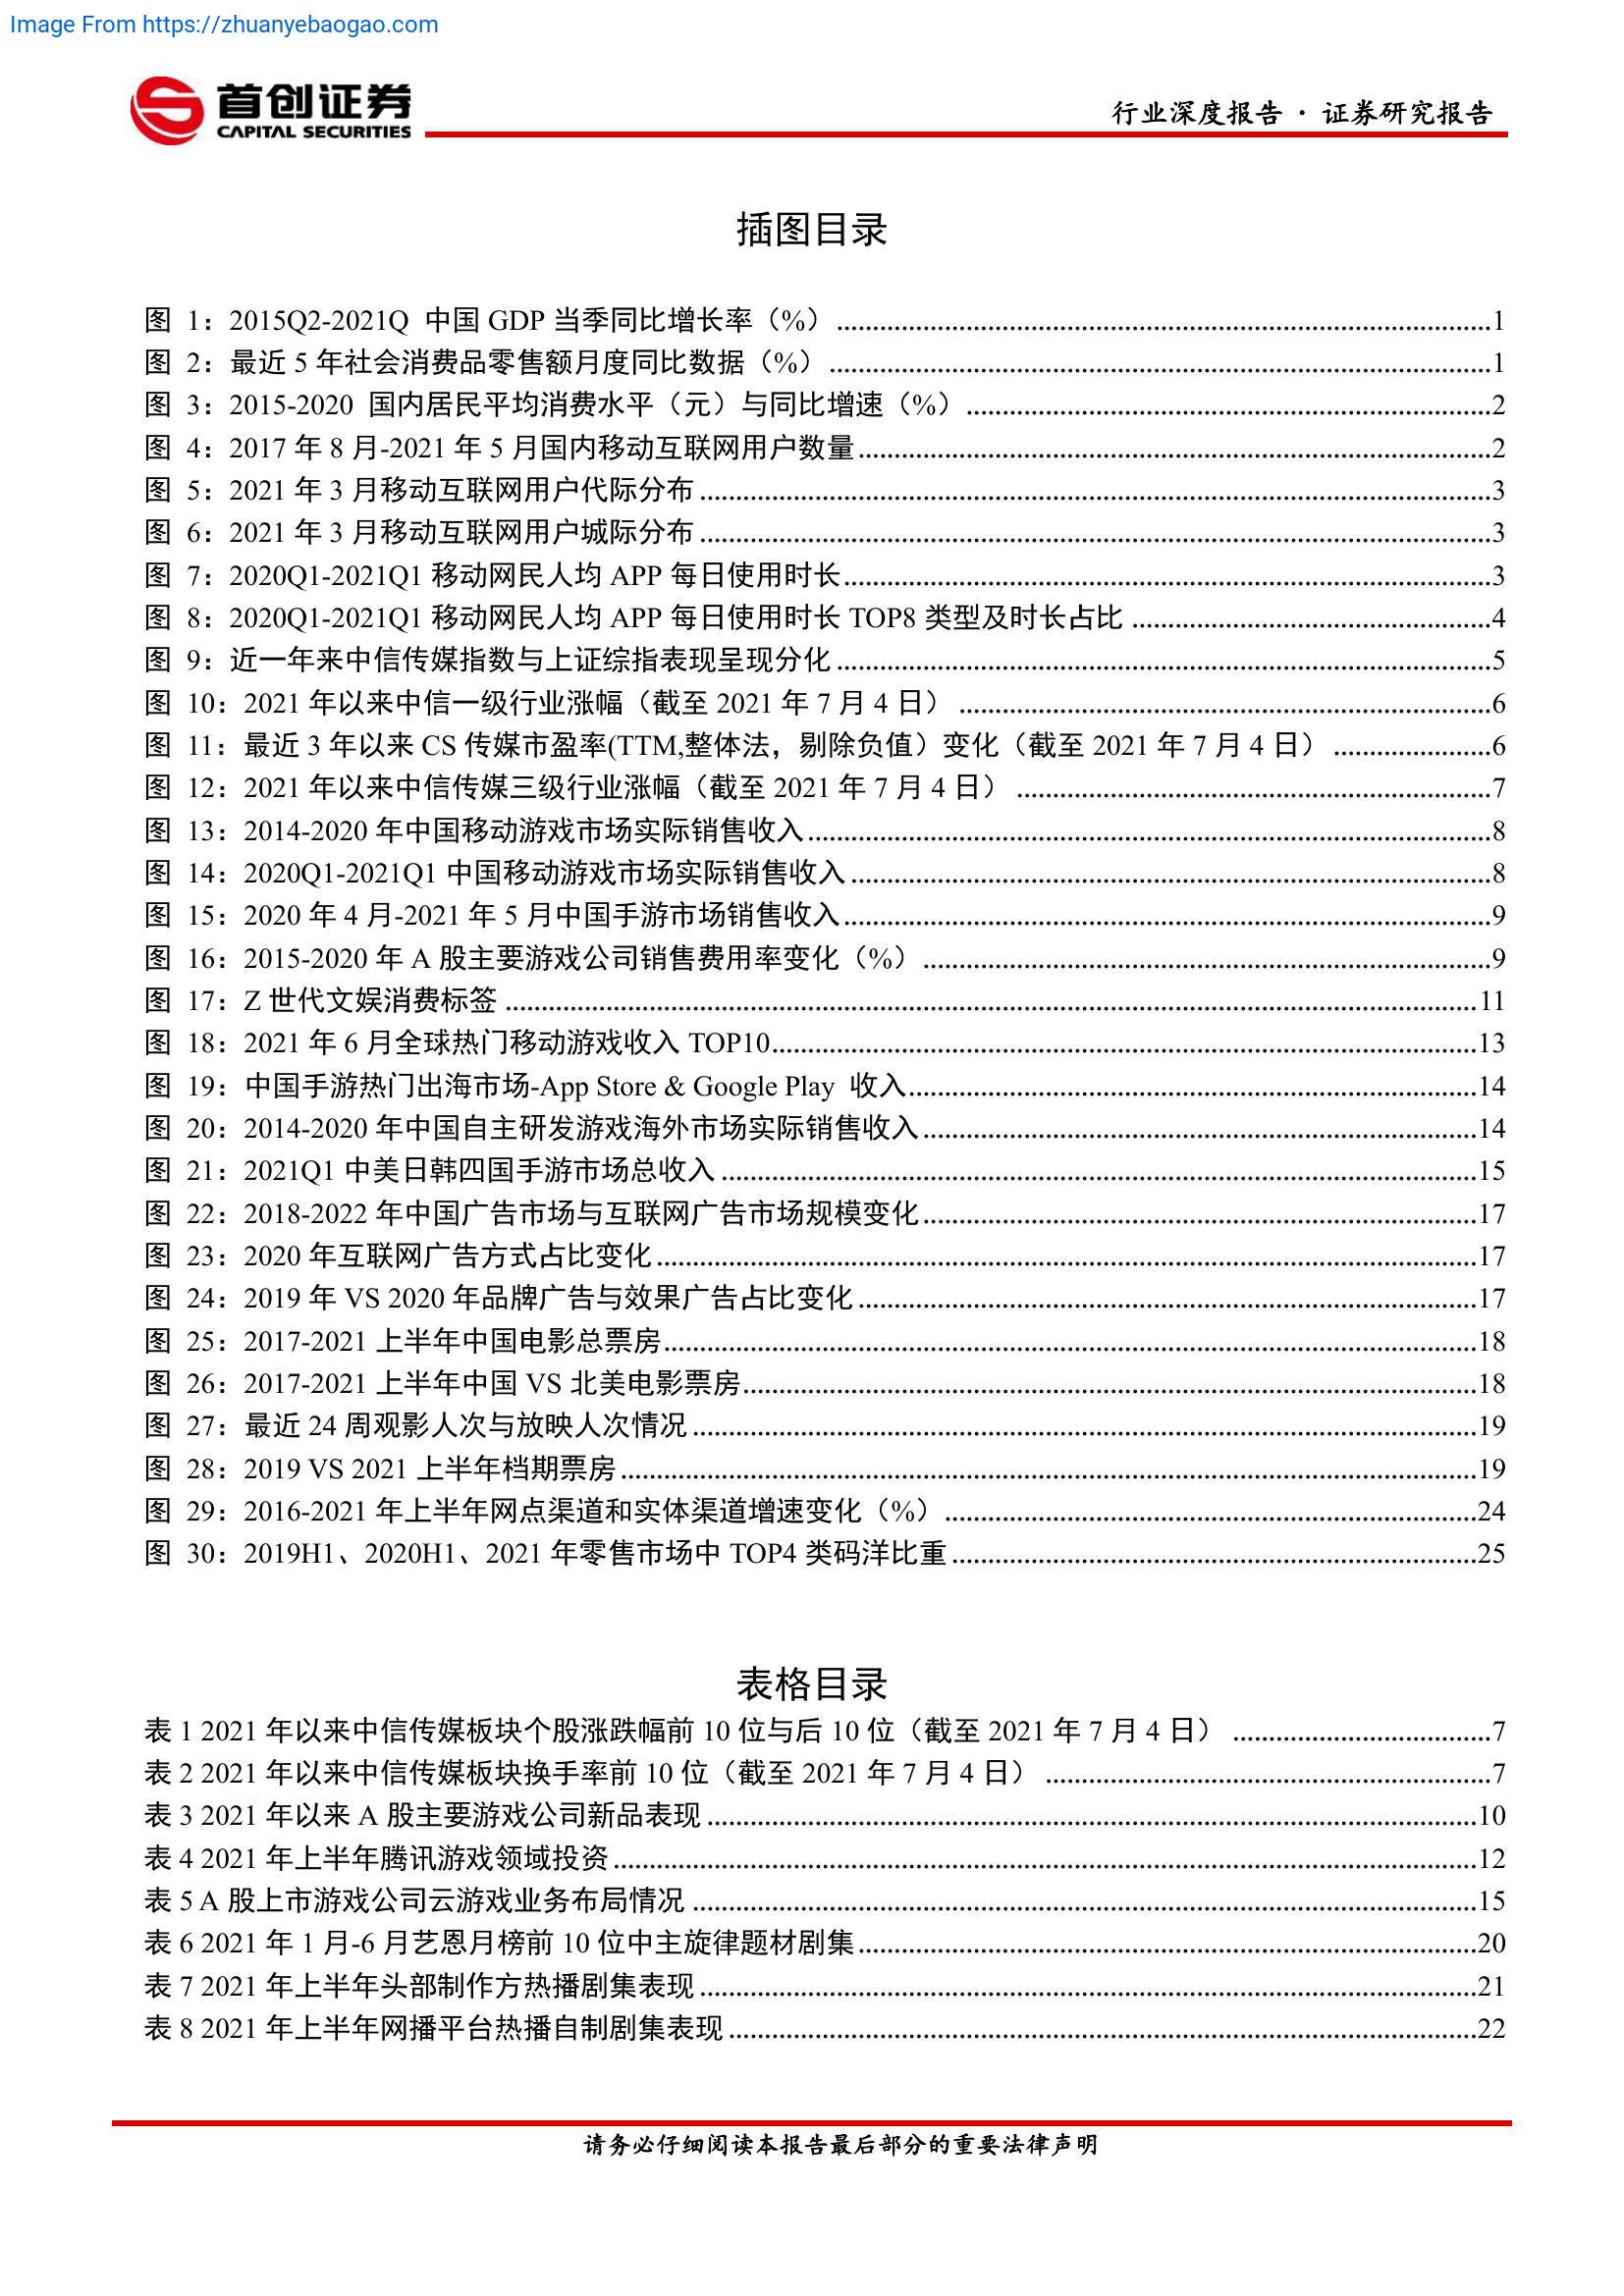 Image From https://zhuanyebaogao.com
首创证券
CAPITAL SECURITIES
行业深度报告 · 证券研究报告
插图目录
图 1：2015Q2-2021Q 中国 GDP 当季同比增长率（%）....................1
图 2：最近 5 年社会消费品零售额月度同比数据（%）....................1
图 3：2015-2020 国内居民平均消费水平（元）与同比增速（%）....................2
图 4：2017 年 8 月-2021 年 5 月国内移动互联网用户数量....................2
图 5：2021 年 3 月移动互联网用户代际分布....................3
图 6：2021 年 3 月移动互联网用户城际分布....................3
图 7：2020Q1-2021Q1 移动网民人均 APP 每日使用时长....................3
图 8：2020Q1-2021Q1 移动网民人均 APP 每日使用时长 TOP8 类型及时长占比....................4
图 9：近一年来中信传媒指数与上证综指表现呈现分化....................5
图 10：2021 年以来中信一级行业涨幅（截至 2021 年 7 月 4 日）....................6
图 11：最近 3 年以来 CS 传媒市盈率(TTM,整体法，剔除负值）变化（截至 2021 年 7 月 4 日）....................6
图 12：2021 年以来中信传媒三级行业涨幅（截至 2021 年 7 月 4 日）....................7
图 13：2014-2020 年中国移动游戏市场实际销售收入....................8
图 14：2020Q1-2021Q1 中国移动游戏市场实际销售收入....................8
图 15：2020 年 4 月-2021 年 5 月中国手游市场销售收入....................9
图 16：2015-2020 年 A 股主要游戏公司销售费用率变化（%）....................9
图 17：Z 世代文娱消费标签....................11
图 18：2021 年 6 月全球热门移动游戏收入 TOP10....................13
图 19：中国手游热门出海市场-App Store & Google Play 收入....................14
图 20：2014-2020 年中国自主研发游戏海外市场实际销售收入....................14
图 21：2021Q1 中美日韩四国手游市场总收入....................15
图 22：2018-2022 年中国广告市场与互联网广告市场规模变化....................17
图 23：2020 年互联网广告方式占比变化....................17
图 24：2019 年 VS 2020 年品牌广告与效果广告占比变化....................17
图 25：2017-2021 上半年中国电影总票房....................18
图 26：2017-2021 上半年中国 VS 北美电影票房....................18
图 27：最近 24 周观影人次与放映人次情况....................19
图 28：2019 VS 2021 上半年档期票房....................19
图 29：2016-2021 年上半年网点渠道和实体渠道增速变化（%）....................24
图 30：2019H1、2020H1、2021 年零售市场中 TOP4 类码洋比重....................25
表格目录
表 1 2021 年以来中信传媒板块个股涨跌幅前 10 位与后 10 位（截至 2021 年 7 月 4 日）....................7
表 2 2021 年以来中信传媒板块换手率前 10 位（截至 2021 年 7 月 4 日）....................7
表 3 2021 年以来 A 股主要游戏公司新品表现....................10
表 4 2021 年上半年腾讯游戏领域投资....................12
表 5 A 股上市游戏公司云游戏业务布局情况....................15
表 6 2021 年 1 月-6 月艺恩月榜前 10 位中主旋律题材剧集....................20
表 7 2021 年上半年头部制作方热播剧集表现....................21
表 8 2021 年上半年网播平台热播自制剧集表现....................22
请务必仔细阅读本报告最后部分的重要法律声明